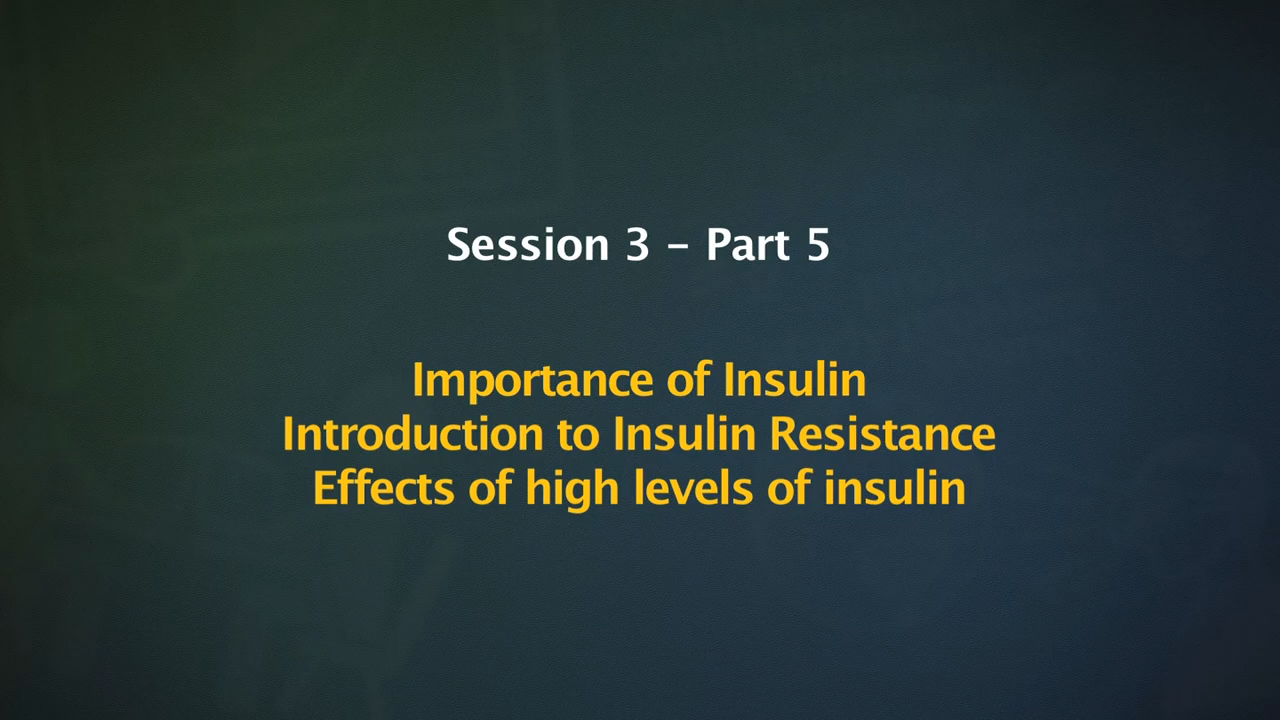 Session 3 – Part 5
Importance of Insulin
Introduction to Insulin Resistance
Effects of high levels of insulin